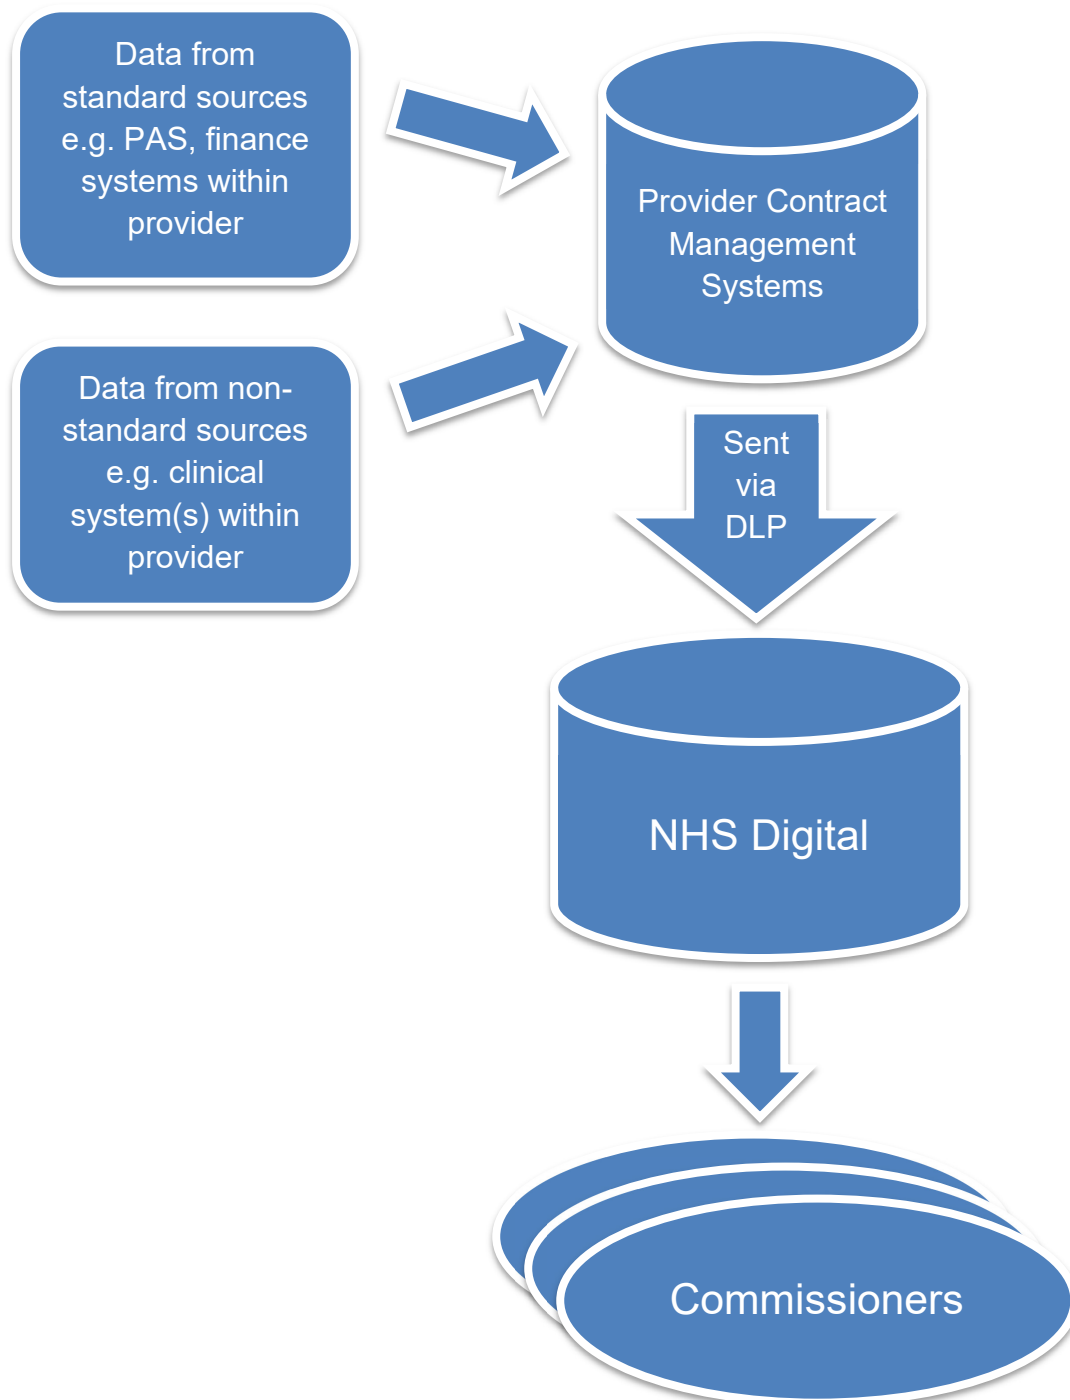 Data from
standard sources
e.g. PAS, finance
systems within
provider
Provider Contract
Management
Systems
Data from non-
standard sources
e.g. clinical
system(s) within
provider
Sent
via
DLP
NHS Digital
Commissioners